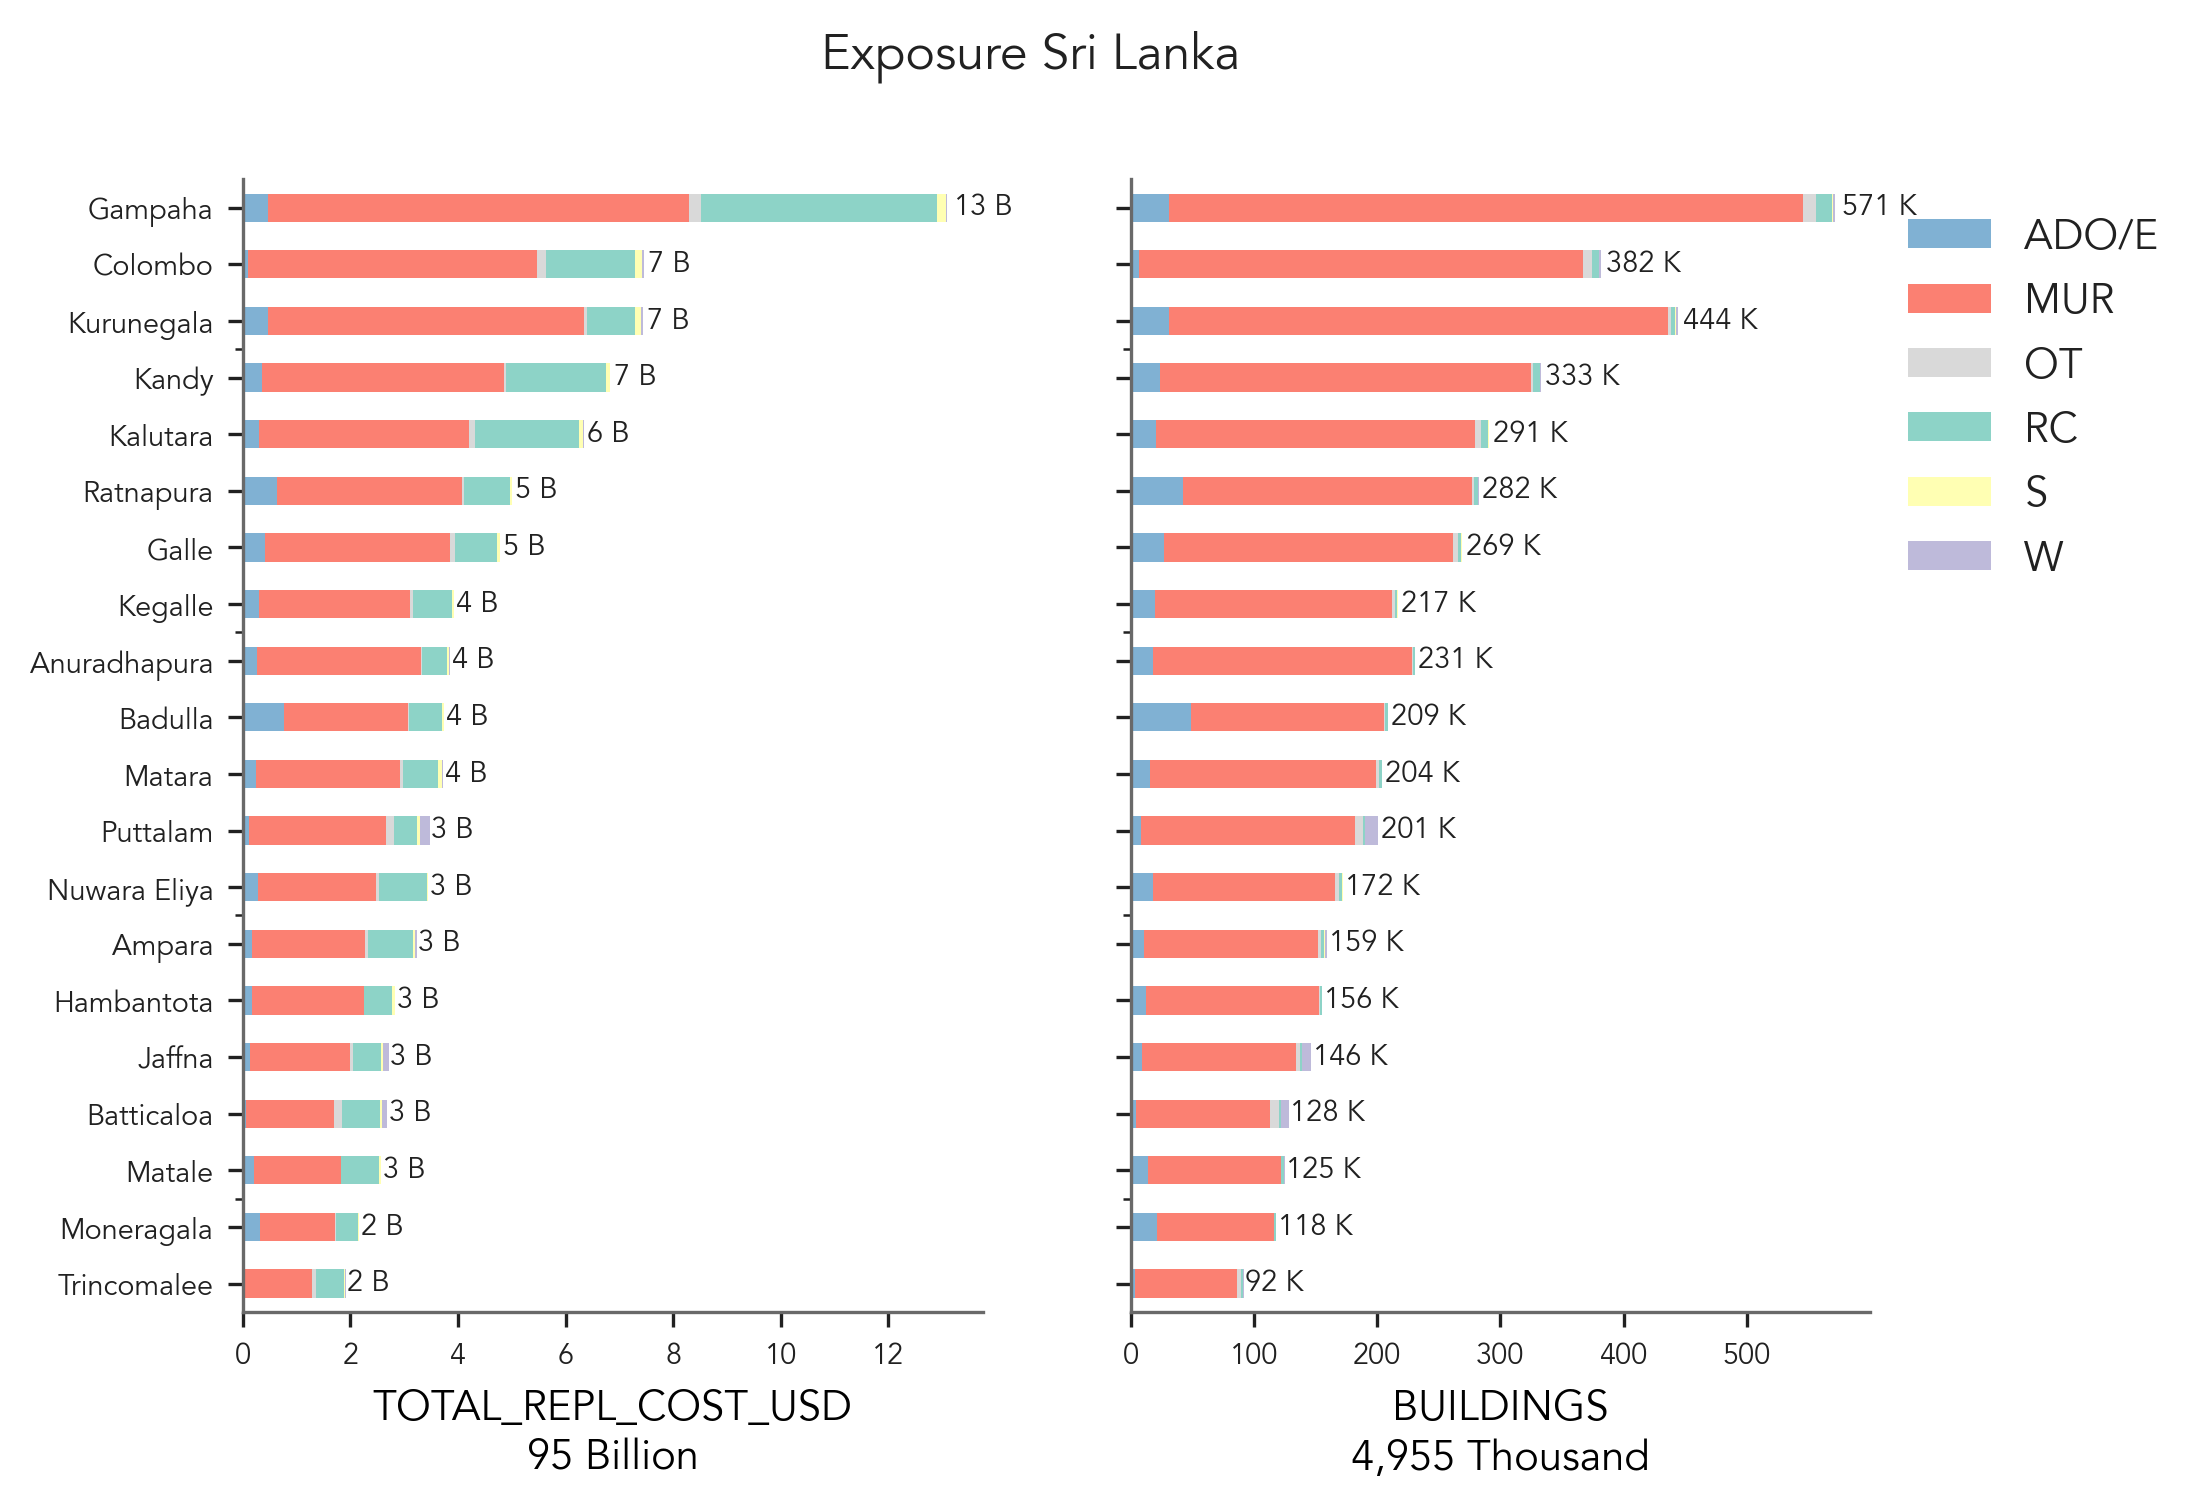 Exposure Sri Lanka
Gampaha
Colombo
Kurunegala
Kandy
Kalutara
Ratnapura
Galle
Kegalle
Anuradhapura
Badulla
Matara
Puttalam
Nuwara Eliya
Ampara
Hambantota
Jaffna
Batticaloa
Matale
Moneragala
Trincomalee
13 B
7 B
7 B
7 B
6 B
5 B
5 B
4 B
4 B
4 B
4 B
3 B
3 B
3 B
3 B
3 B
3 B
3 B
2 B
2 B
0 2 4 6 8 10 12
TOTAL_REPL_COST_USD
95 Billion
571 K
382 K
444 K
333 K
291 K
282 K
269 K
217 K
231 K
209 K
204 K
201 K
172 K
159 K
156 K
146 K
128 K
125 K
118 K
92 K
0 100 200 300 400 500
BUILDINGS
4,955 Thousand
ADO/E
MUR
OT
RC
S
W